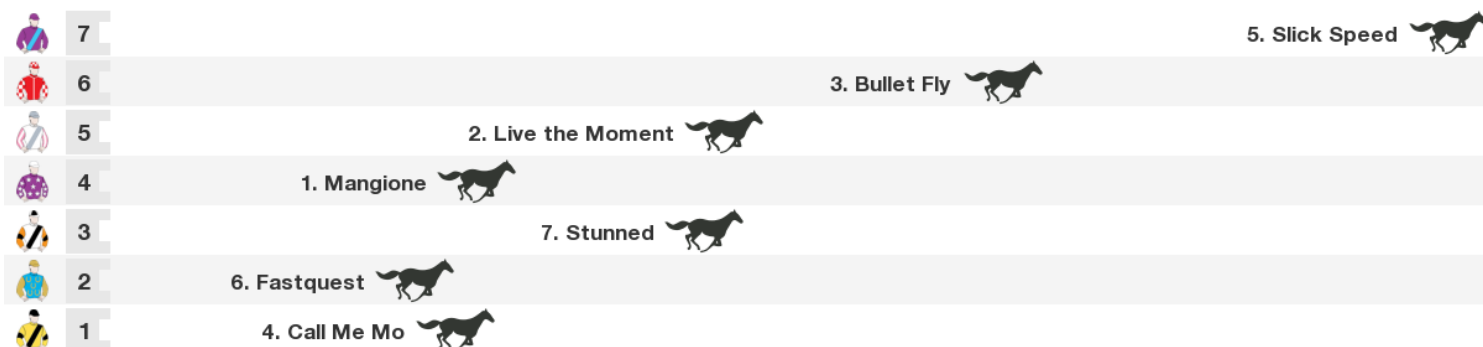 7 5. Slick Speed
6 3. Bullet Fly
5 2. Live the Moment
4 1. Mangione
3 7. Stunned
2 6. Fastquest
1 4. Call Me Mo